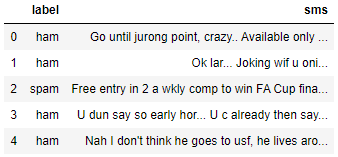 label sms
0 ham Go until jurong point, crazy.. Available only ...
1 ham Ok lar... Joking wif u oni...
2 spam Free entry in 2 a wkly comp to win FA Cup fina...
3 ham U dun say so early hor... U c already then say...
4 ham Nah I don't think he goes to usf, he lives aro...